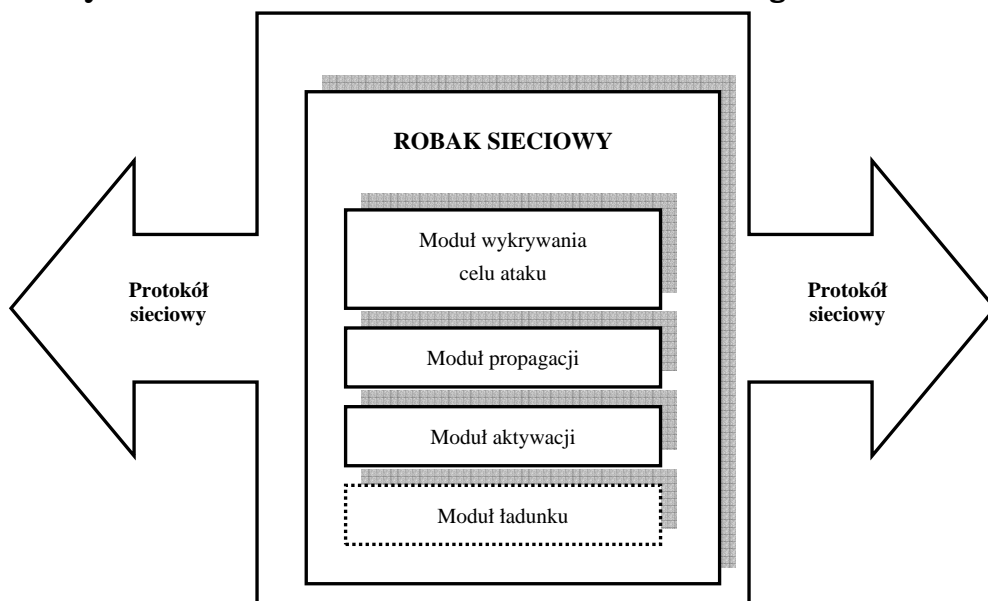 ROBAK SIECIOWY
Moduł wykrywania
celu ataku
Protokół
sieciowy
Protokół
sieciowy
Moduł propagacji
Moduł aktywacji
Moduł ładunku